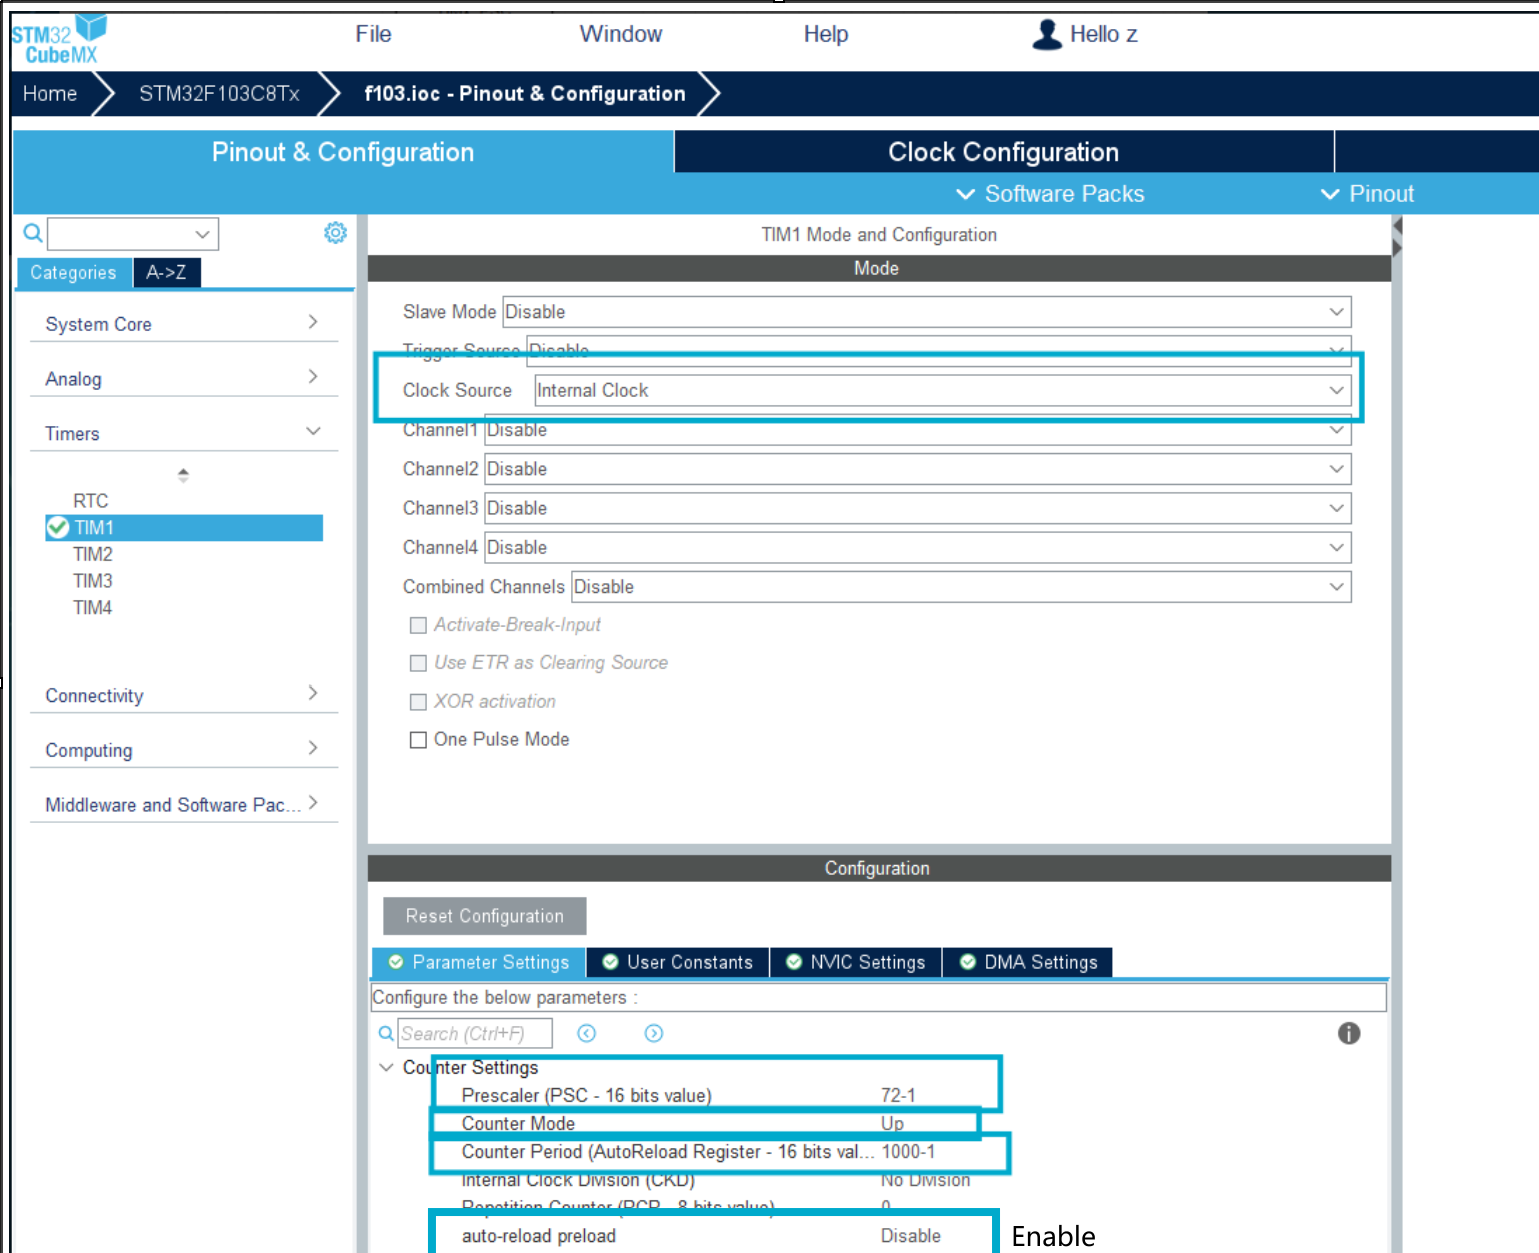 STM32
CubeMX
File Window Help Hello z
Home STM32F103C8Tx f103.ioc - Pinout & Configuration
Pinout & Configuration Clock Configuration
Software Packs Pinout
TIM1 Mode and Configuration
Categories A->Z
Mode
System Core
Analog
Timers
RTC
TIM1
TIM2
TIM3
TIM4
Connectivity
Computing
Middleware and Software Pac...
Slave Mode Disable
Trigger Source Disable
Clock Source Internal Clock
Channel1 Disable
Channel2 Disable
Channel3 Disable
Channel4 Disable
Combined Channels Disable
Activate-Break-Input
Use ETR as Clearing Source
XOR activation
One Pulse Mode
Configuration
Reset Configuration
Parameter Settings User Constants NVIC Settings DMA Settings
Configure the below parameters :
Search (Ctrl+F)
Counter Settings
Prescaler (PSC - 16 bits value) 72-1
Counter Mode Up
Counter Period (AutoReload Register - 16 bits val... 1000-1
Internal Clock Division (CKD) No Division
Repetition Counter (RCR - 8 bits value) 0
auto-reload preload Disable Enable